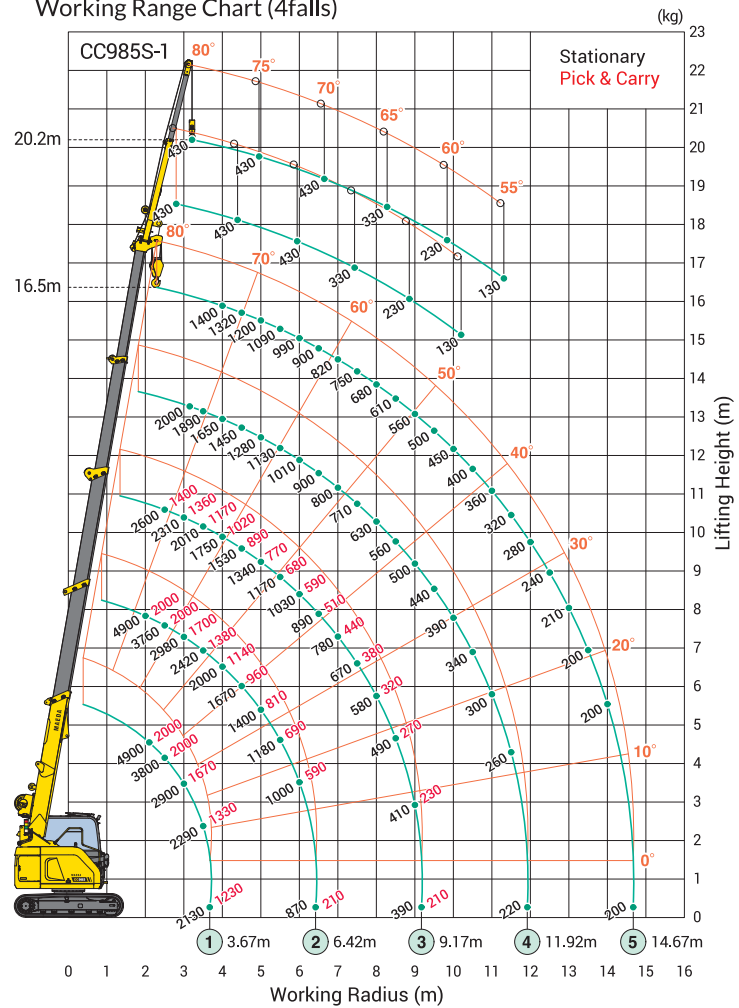 Working Range Chart (4falls)
(kg)
CC985S-1
Stationary
Pick & Carry
80° 75° 70° 65° 60° 55°
20.2m
430 430 430 330 230 130
430 430 430 330 230 130
16.5m
80° 70° 60° 50° 40° 30° 20° 10° 0°
1400 1320 1200 1090 990 900 820 750 680 610 560 500 450 400 360 320 280 240 210 200 200 200
2000 1890 1650 1450 1280 1130 1010 900 800 710 630 560 500 440 390 340 300 260 220
2600 2310 2010 1750 1530 1340 1170 1030 890 780 670 580 490 410 390
1400 1360 1170 1020 890 770 680 590 510 440 380 320 270 230 210
4900 3760 2980 2420 2000 1670 1400 1180 1000 870
2000 2000 1700 1380 1140 960 810 690 590 210
4900 3800 2900 2290 2130
2000 2000 1670 1330 1230
MAEDA
23
22
21
20
19
18
17
16
15
14
13
12
11
10
9
8
7
6
5
4
3
2
1
0
Lifting Height (m)
1 3.67m 2 6.42m 3 9.17m 4 11.92m 5 14.67m
0 1 2 3 4 5 6 7 8 9 10 11 12 13 14 15 16
Working Radius (m)